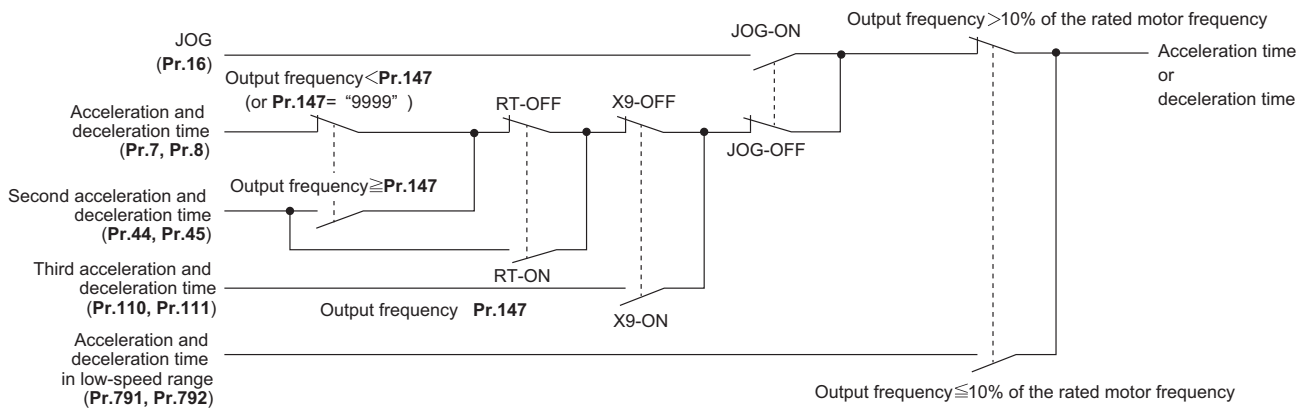 Output frequency＞10% of the rated motor frequency
JOG-ON
JOG
(Pr.16)
Acceleration time
or
deceleration time
Output frequency＜Pr.147
(or Pr.147= “9999” )
RT-OFF
X9-OFF
Acceleration and
deceleration time
(Pr.7, Pr.8)
JOG-OFF
Output frequency≧Pr.147
Second acceleration and
deceleration time
(Pr.44, Pr.45)
RT-ON
Third acceleration and
deceleration time
(Pr.110, Pr.111)
Output frequency Pr.147
X9-ON
Acceleration and
deceleration time
in low-speed range
(Pr.791, Pr.792)
Output frequency≦10% of the rated motor frequency